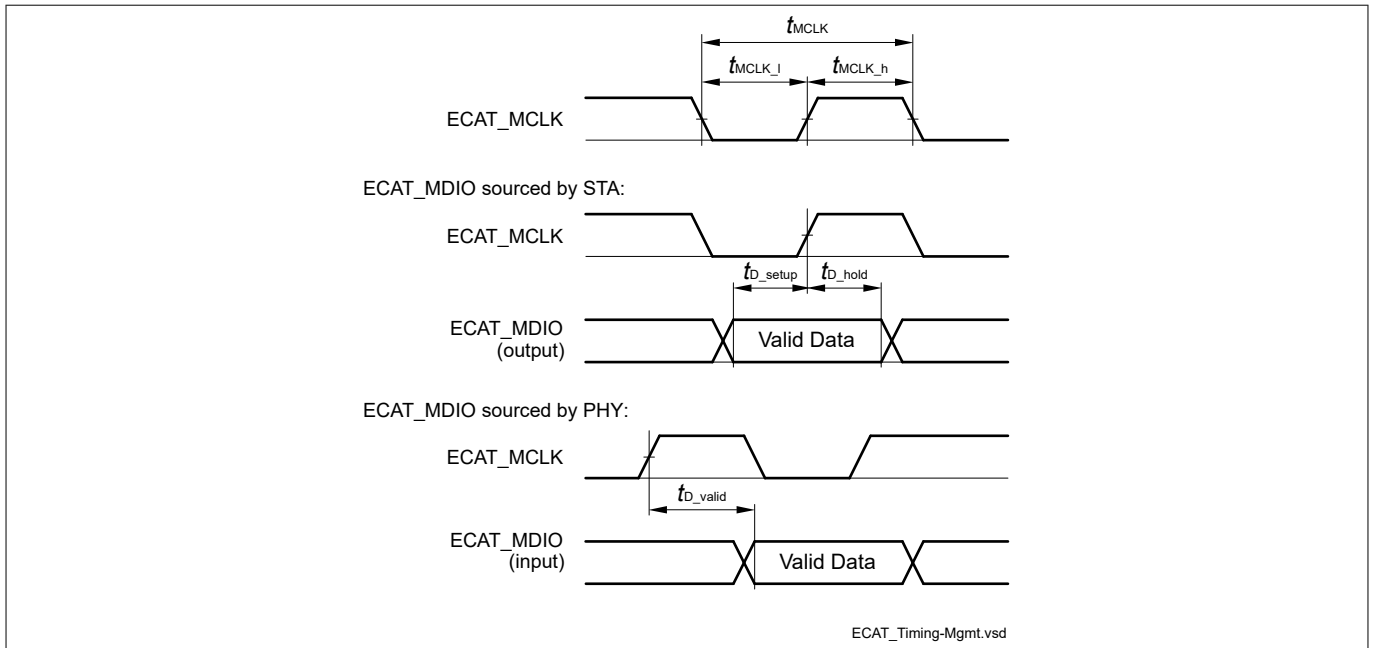 tMCLK
tMCLK_l tMCLK_h
ECAT_MCLK
ECAT_MDIO sourced by STA:
ECAT_MCLK
tD_setup tD_hold
ECAT_MDIO
(output)
Valid Data
ECAT_MDIO sourced by PHY:
ECAT_MCLK
tD_valid
ECAT_MDIO
(input)
Valid Data
ECAT_Timing-Mgmt.vsd